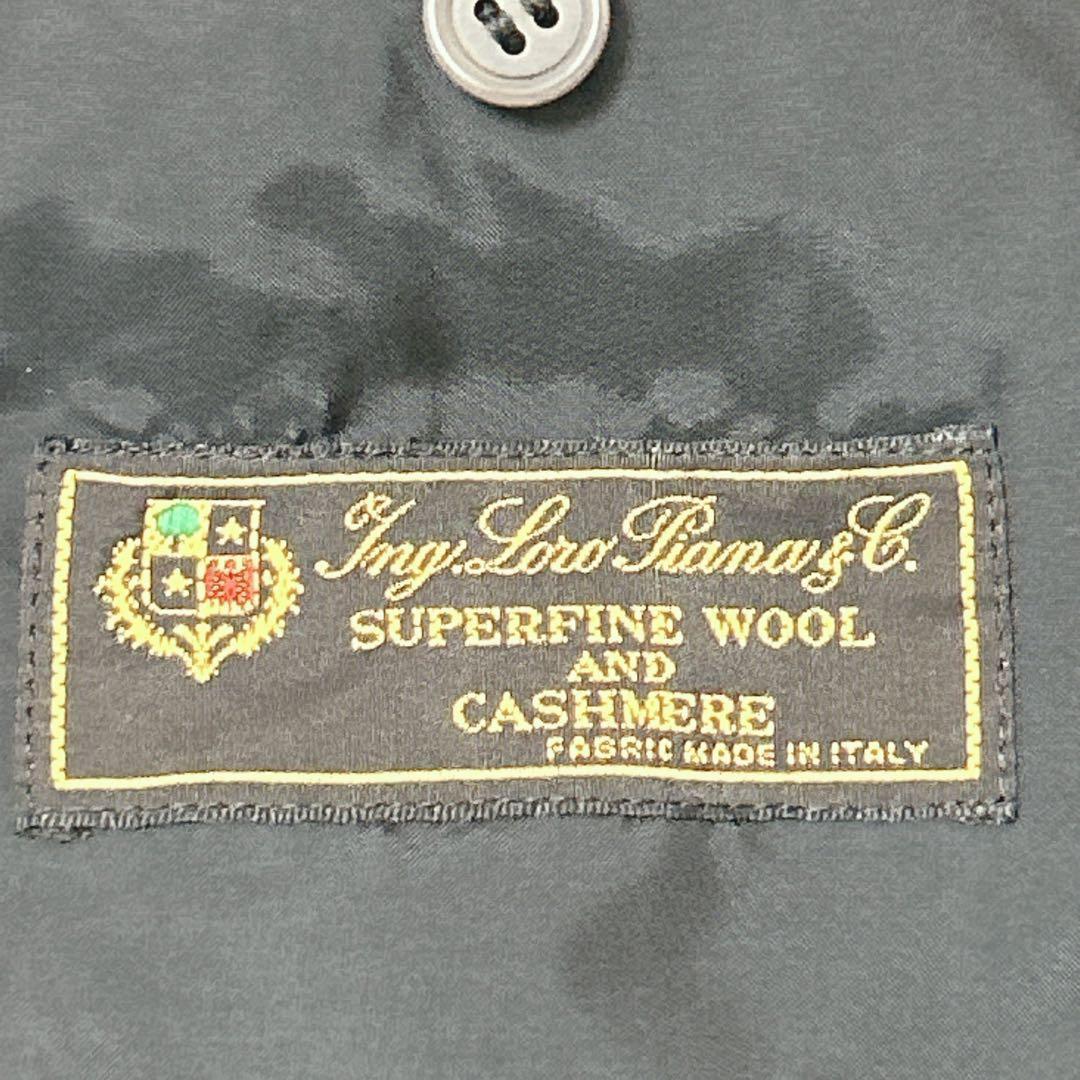 Ing. Loro Piana & C.
SUPERFINE WOOL
AND
CASHMERE
FABRIC MADE IN ITALY